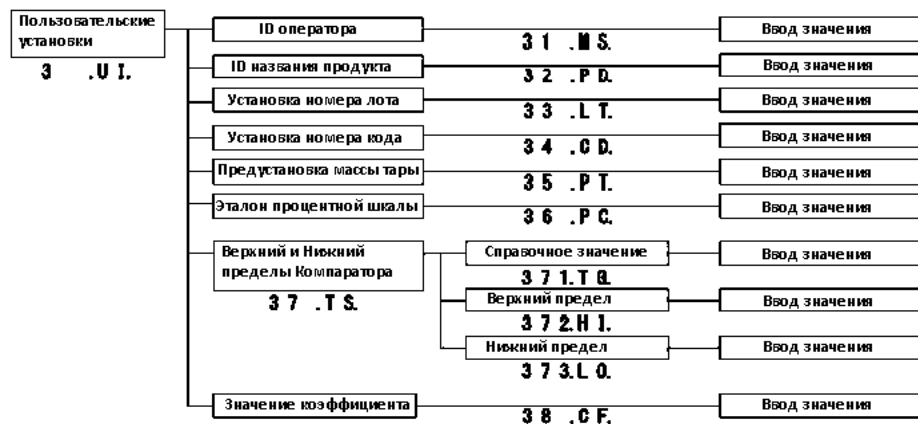 Пользовательские
установки
3 .U I.
ID оператора
3 1 .M S.
Ввод значения
ID названия продукта
3 2 .P D.
Ввод значения
Установка номера лота
3 3 .L T.
Ввод значения
Установка номера кода
3 4 .C D.
Ввод значения
Предустановка массы тары
3 5 .P T.
Ввод значения
Эталон процентной шкалы
3 6 .P C.
Ввод значения
Верхний и Нижний
пределы Компаратора
3 7 .T S.
Справочное значение
3 7 1.T G.
Ввод значения
Верхний предел
3 7 2.H I.
Ввод значения
Нижний предел
3 7 3.L O.
Ввод значения
Значение коэффициента
3 8 .C F.
Ввод значения